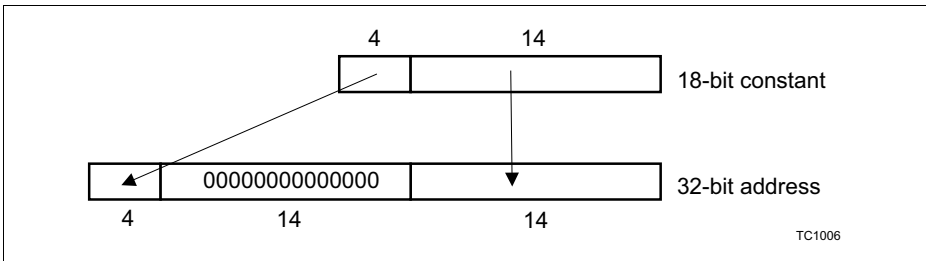 4 14
18-bit constant
00000000000000
32-bit address
4 14 14
TC1006